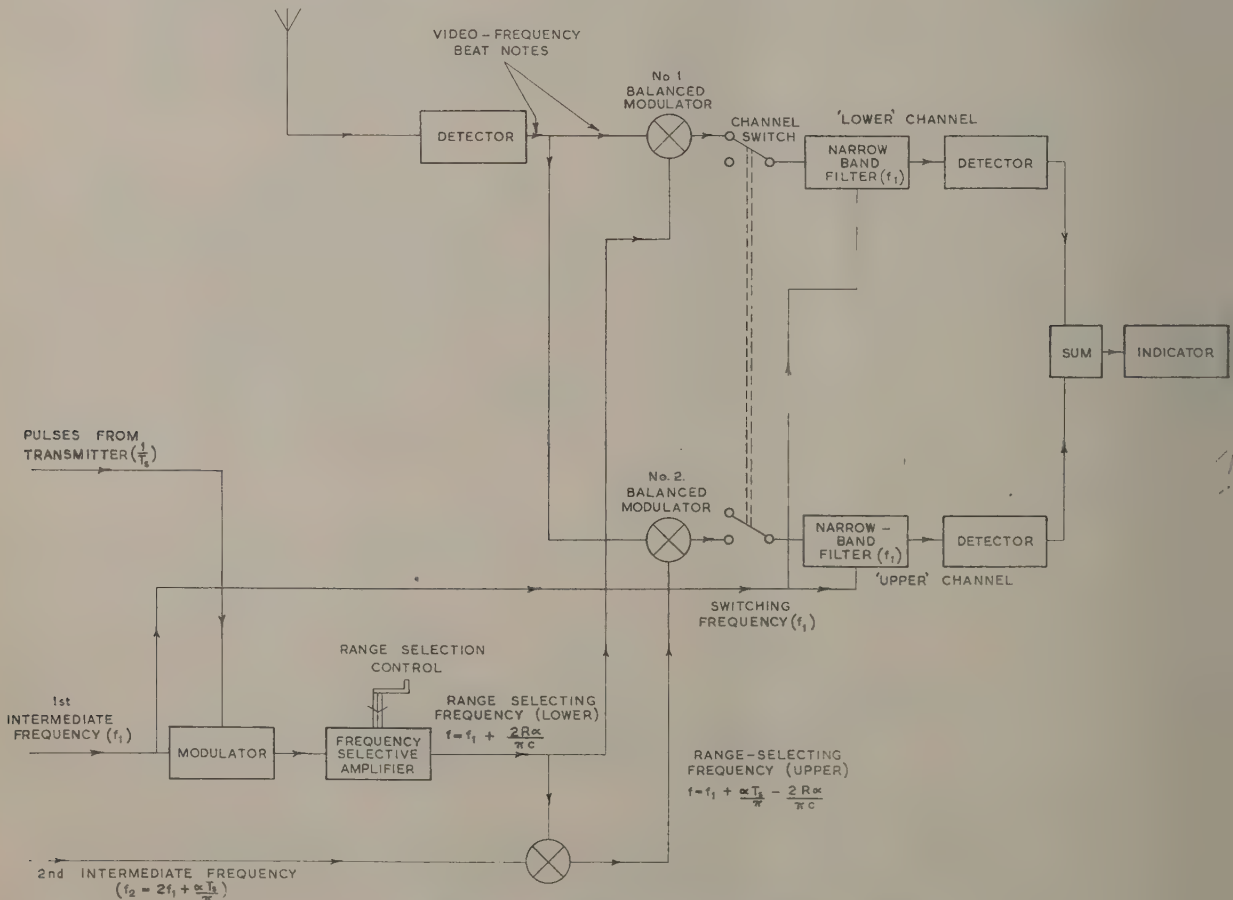 VIDEO-FREQUENCY
BEAT NOTES
No 1
BALANCED
MODULATOR
DETECTOR
CHANNEL
SWITCH
'LOWER' CHANNEL
NARROW
BAND
FILTER (f₁)
DETECTOR
SUM
INDICATOR
PULSES FROM
TRANSMITTER (1/Tₛ)
No. 2.
BALANCED
MODULATOR
NARROW-
BAND
FILTER (f₁)
DETECTOR
'UPPER' CHANNEL
SWITCHING
FREQUENCY (f₁)
RANGE SELECTION
CONTROL
1st
INTERMEDIATE
FREQUENCY (f₁)
MODULATOR
FREQUENCY
SELECTIVE
AMPLIFIER
RANGE SELECTING
FREQUENCY (LOWER)
f=f₁ + 2Rα/πc
RANGE-SELECTING
FREQUENCY (UPPER)
f=f₁ + αTₛ/π - 2Rα/πc
2nd INTERMEDIATE FREQUENCY
(f₂ = 2f₁ + αTₛ/π)